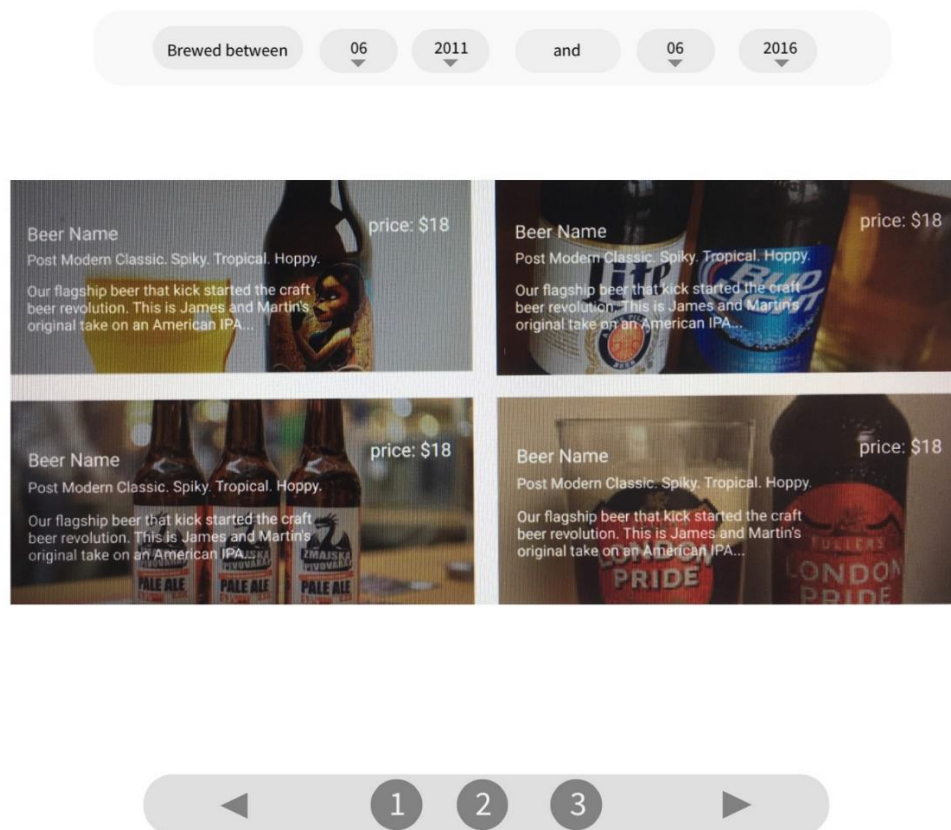 Brewed between 06 2011 and 06 2016
price: $18
Beer Name
Post Modern Classic. Spiky. Tropical. Hoppy.
Our flagship beer that kick started the craft
beer revolution. This is James and Martin's
original take on an American IPA...
price: $18
Beer Name
Post Modern Classic. Spiky. Tropical. Hoppy.
Our flagship beer that kick started the craft
beer revolution. This is James and Martin's
original take on an American IPA...
Lite
BUD
BEER
price: $18
Beer Name
Post Modern Classic. Spiky. Tropical. Hoppy.
Our flagship beer that kick started the craft
beer revolution. This is James and Martin's
original take on an American IPA...
ZMAJSKA
PIVOVARA
PALE ALE
PALE ALE
PALE ALE
price: $18
Beer Name
Post Modern Classic. Spiky. Tropical. Hoppy.
Our flagship beer that kick started the craft
beer revolution. This is James and Martin's
original take on an American IPA...
LONDON
PRIDE
FULLERS
LONDON
PRIDE
1 2 3